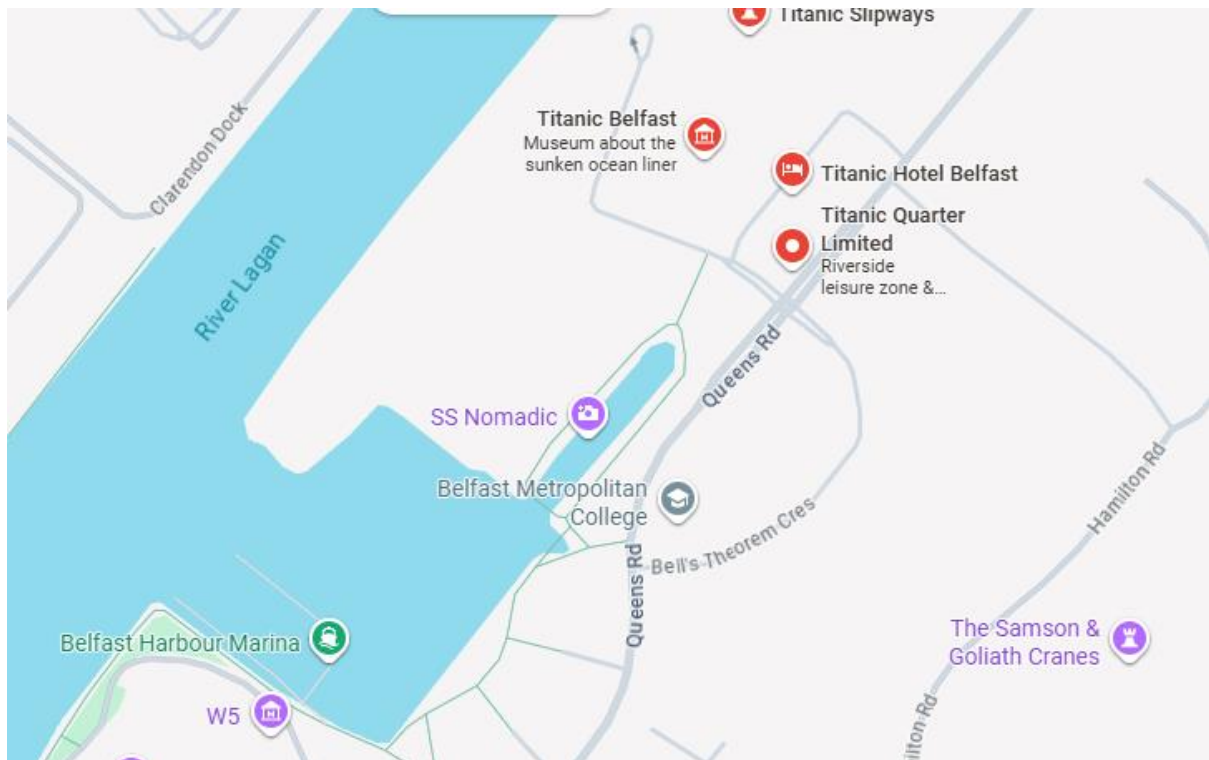 Titanic Slipways
Titanic Belfast
Museum about the
sunken ocean liner
Clarendon Dock
Titanic Hotel Belfast
Titanic Quarter
Limited
Riverside
leisure zone &...
River Lagan
Queens Rd
SS Nomadic
Belfast Metropolitan
College
Hamilton Rd
Bell's Theorem Cres
Queens Rd
Belfast Harbour Marina
The Samson &
Goliath Cranes
W5
ilton Rd